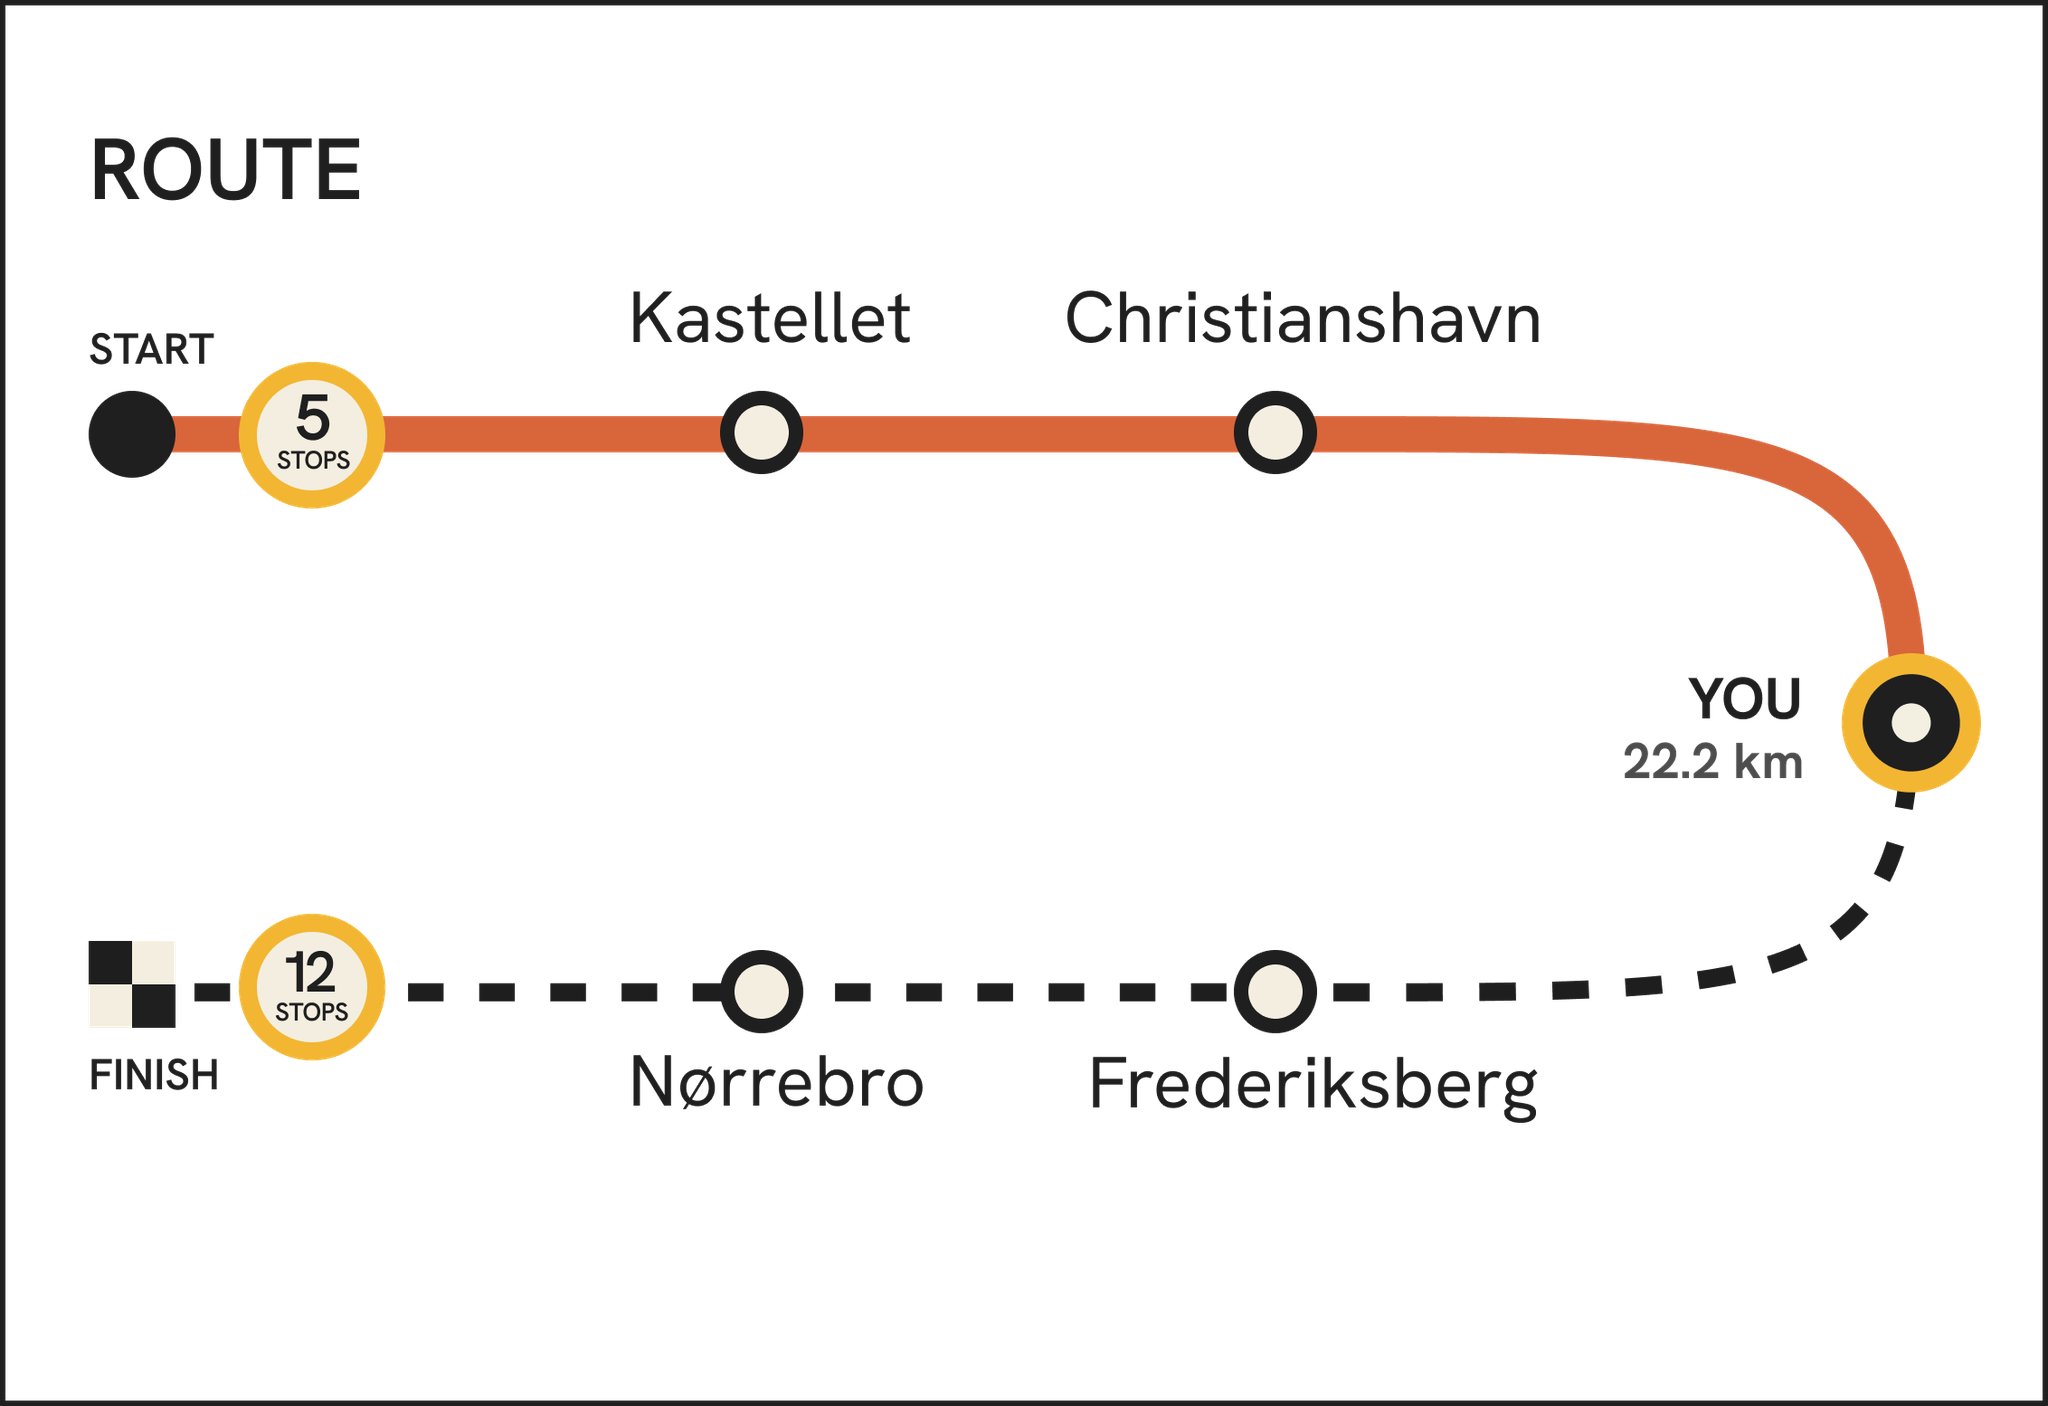 ROUTE
START
5
STOPS
Kastellet
Christianshavn
YOU
22.2 km
12
STOPS
FINISH
Nørrebro
Frederiksberg